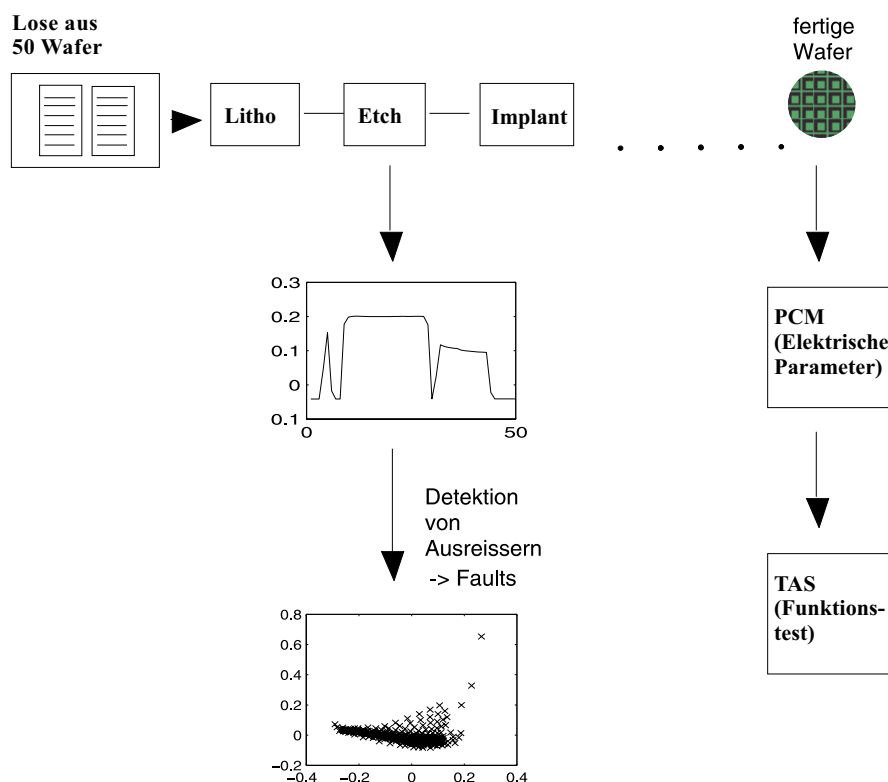 Lose aus
50 Wafer
Litho
Etch
Implant
fertige
Wafer
0.3
0.2
0.1
0
0.1
0
50
PCM
(Elektrische
Parameter)
Detektion
von
Ausreissern
-> Faults
TAS
(Funktions-
test)
0.8
0.6
0.4
0.2
0
−0.2
−0.4
−0.2
0
0.2
0.4